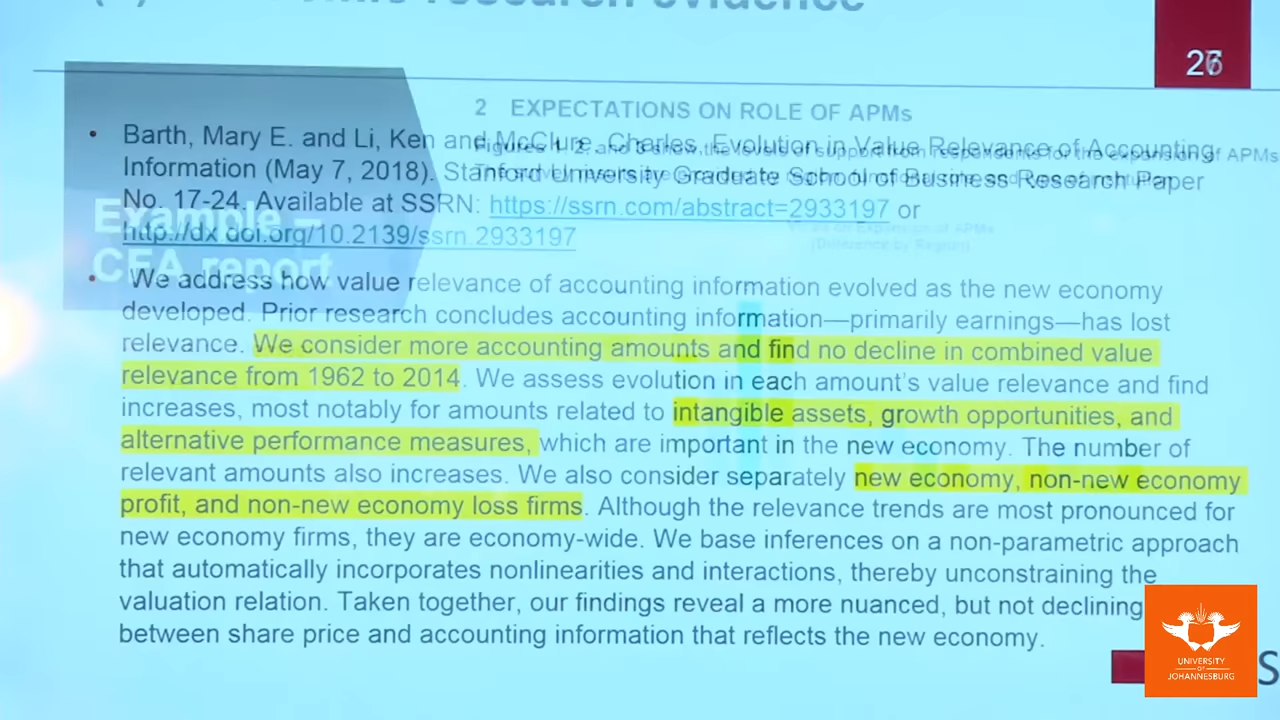 research evidence
26
2 EXPECTATIONS ON ROLE OF APMs
• Barth, Mary E. and Li, Ken and McClure, Charles, Evolution in Value Relevance of Accounting
Information (May 7, 2018). Stanford University Graduate School of Business Research Paper
No. 17-24. Available at SSRN: https://ssrn.com/abstract=2933197 or
http://dx.doi.org/10.2139/ssrn.2933197
Example –
CFA report
Views on Expansion of APMs
(Difference by Region)
• We address how value relevance of accounting information evolved as the new economy
developed. Prior research concludes accounting information—primarily earnings—has lost
relevance. We consider more accounting amounts and find no decline in combined value
relevance from 1962 to 2014. We assess evolution in each amount's value relevance and find
increases, most notably for amounts related to intangible assets, growth opportunities, and
alternative performance measures, which are important in the new economy. The number of
relevant amounts also increases. We also consider separately new economy, non-new economy
profit, and non-new economy loss firms. Although the relevance trends are most pronounced for
new economy firms, they are economy-wide. We base inferences on a non-parametric approach
that automatically incorporates nonlinearities and interactions, thereby unconstraining the
valuation relation. Taken together, our findings reveal a more nuanced, but not declining
between share price and accounting information that reflects the new economy.
UNIVERSITY
OF
JOHANNESBURG
S